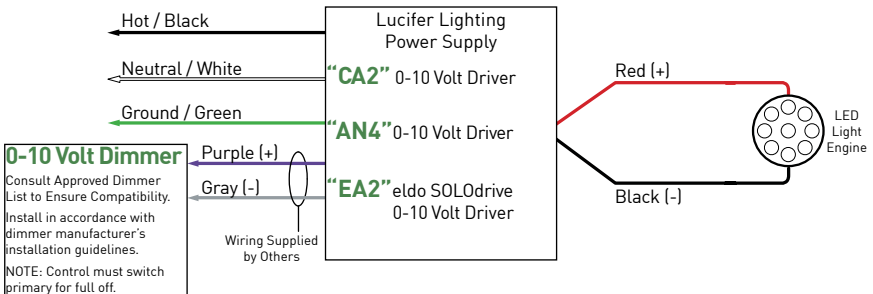 Hot / Black
Neutral / White
Ground / Green
0-10 Volt Dimmer
Consult Approved Dimmer
List to Ensure Compatibility.
Install in accordance with
dimmer manufacturer's
installation guidelines.
NOTE: Control must switch
primary for full off.
Purple (+)
Gray (-)
Wiring Supplied
by Others
Lucifer Lighting
Power Supply
“CA2” 0-10 Volt Driver
“AN4” 0-10 Volt Driver
“EA2” eldo SOLOdrive
0-10 Volt Driver
Red (+)
Black (-)
LED
Light
Engine